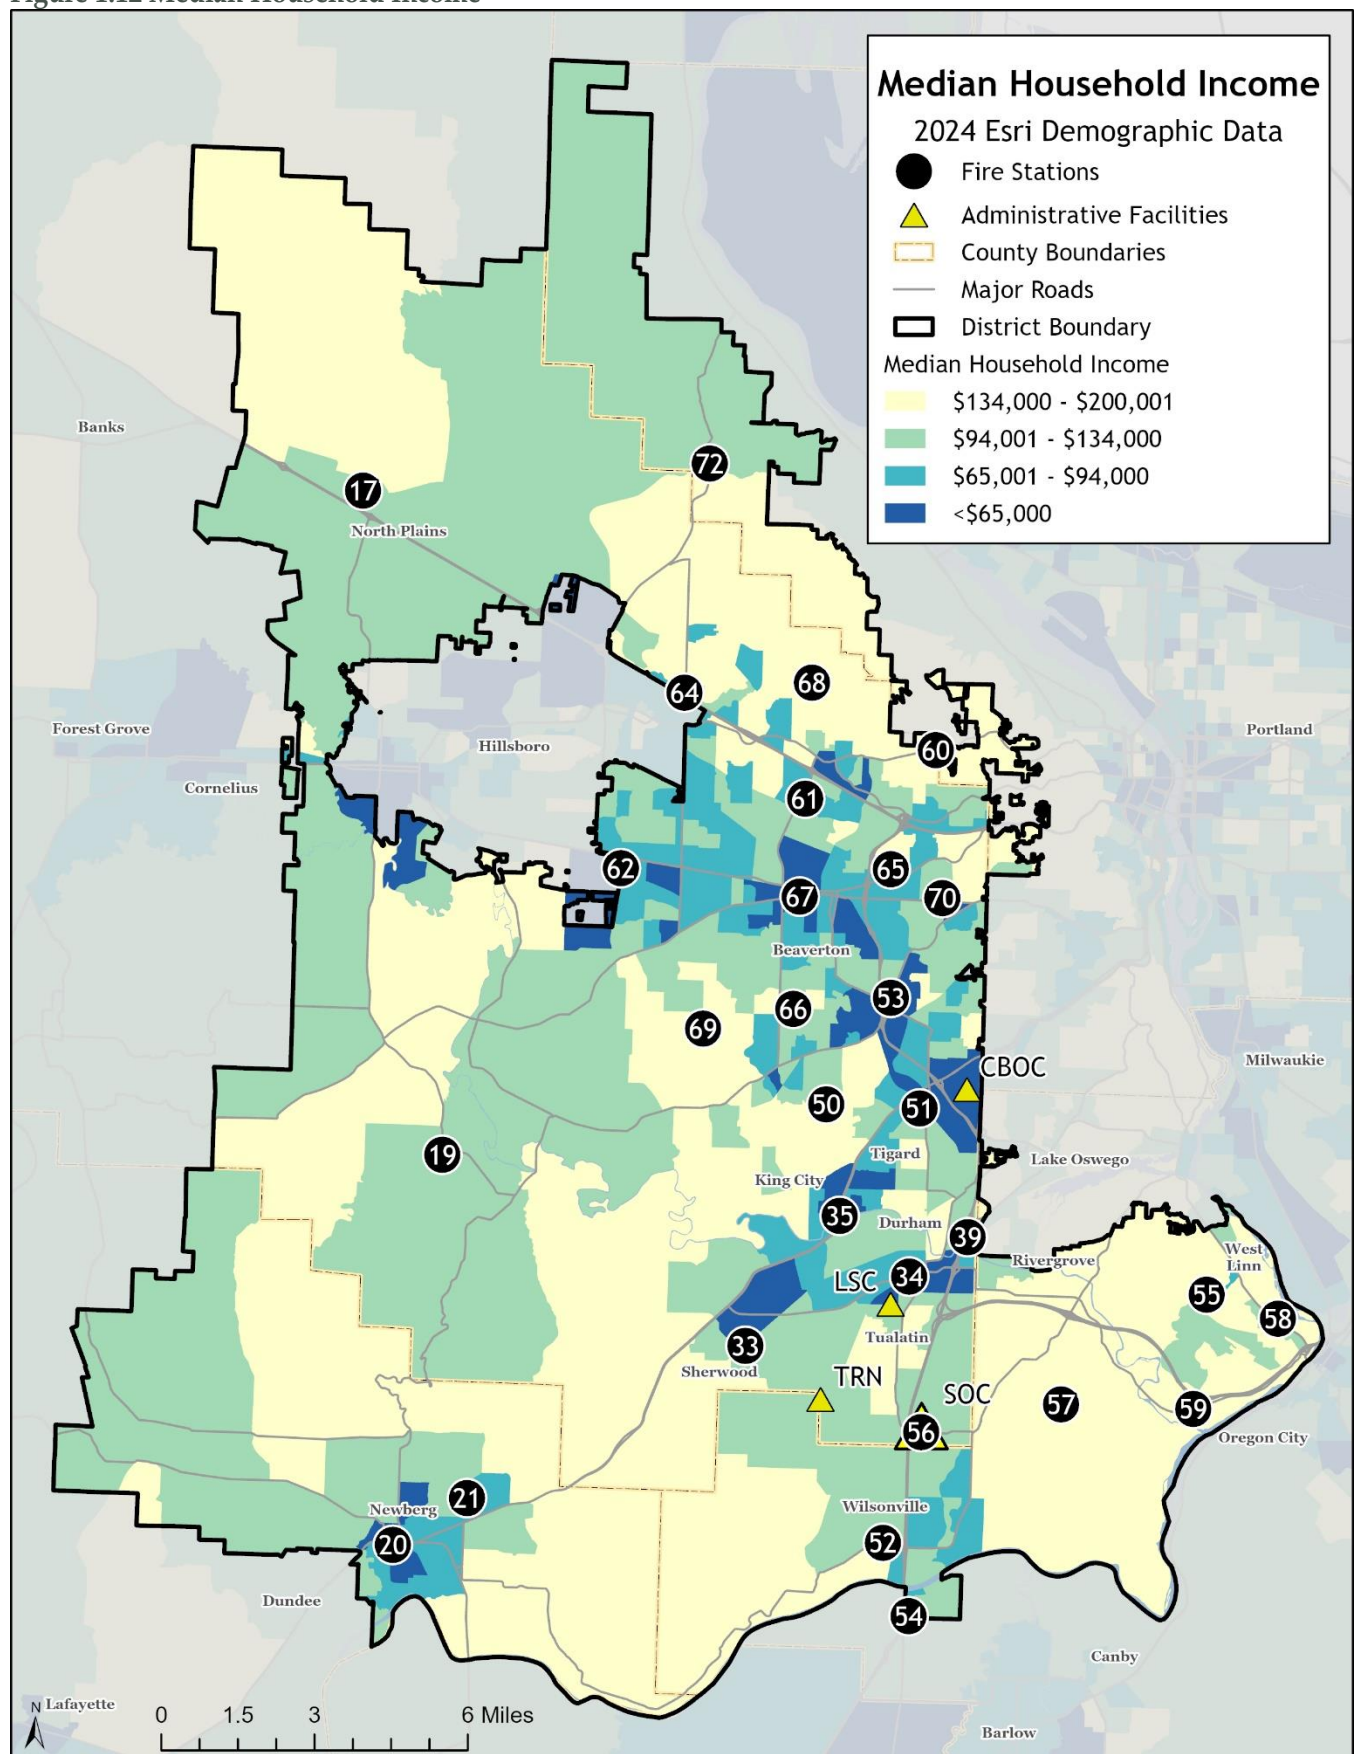 Figure 1.12 Median Household Income
Median Household Income
2024 Esri Demographic Data
Fire Stations
Administrative Facilities
County Boundaries
Major Roads
District Boundary
Median Household Income
$134,000 - $200,001
$94,001 - $134,000
$65,001 - $94,000
<$65,000
Banks
72
17
North Plains
68
64
Forest Grove
Hillsboro
60
Portland
Cornelius
61
62
65
67
70
Beaverton
53
66
69
Milwaukie
CBOC
50
51
19
Tigard
Lake Oswego
King City
35
Durham
39
Rivergrove
West
Linn
LSC
34
55
58
Tualatin
33
Sherwood
TRN
SOC
57
59
56
Oregon City
21
Newberg
Wilsonville
20
52
Dundee
54
Canby
Lafayette
N
0 1.5 3 6 Miles
Barlow